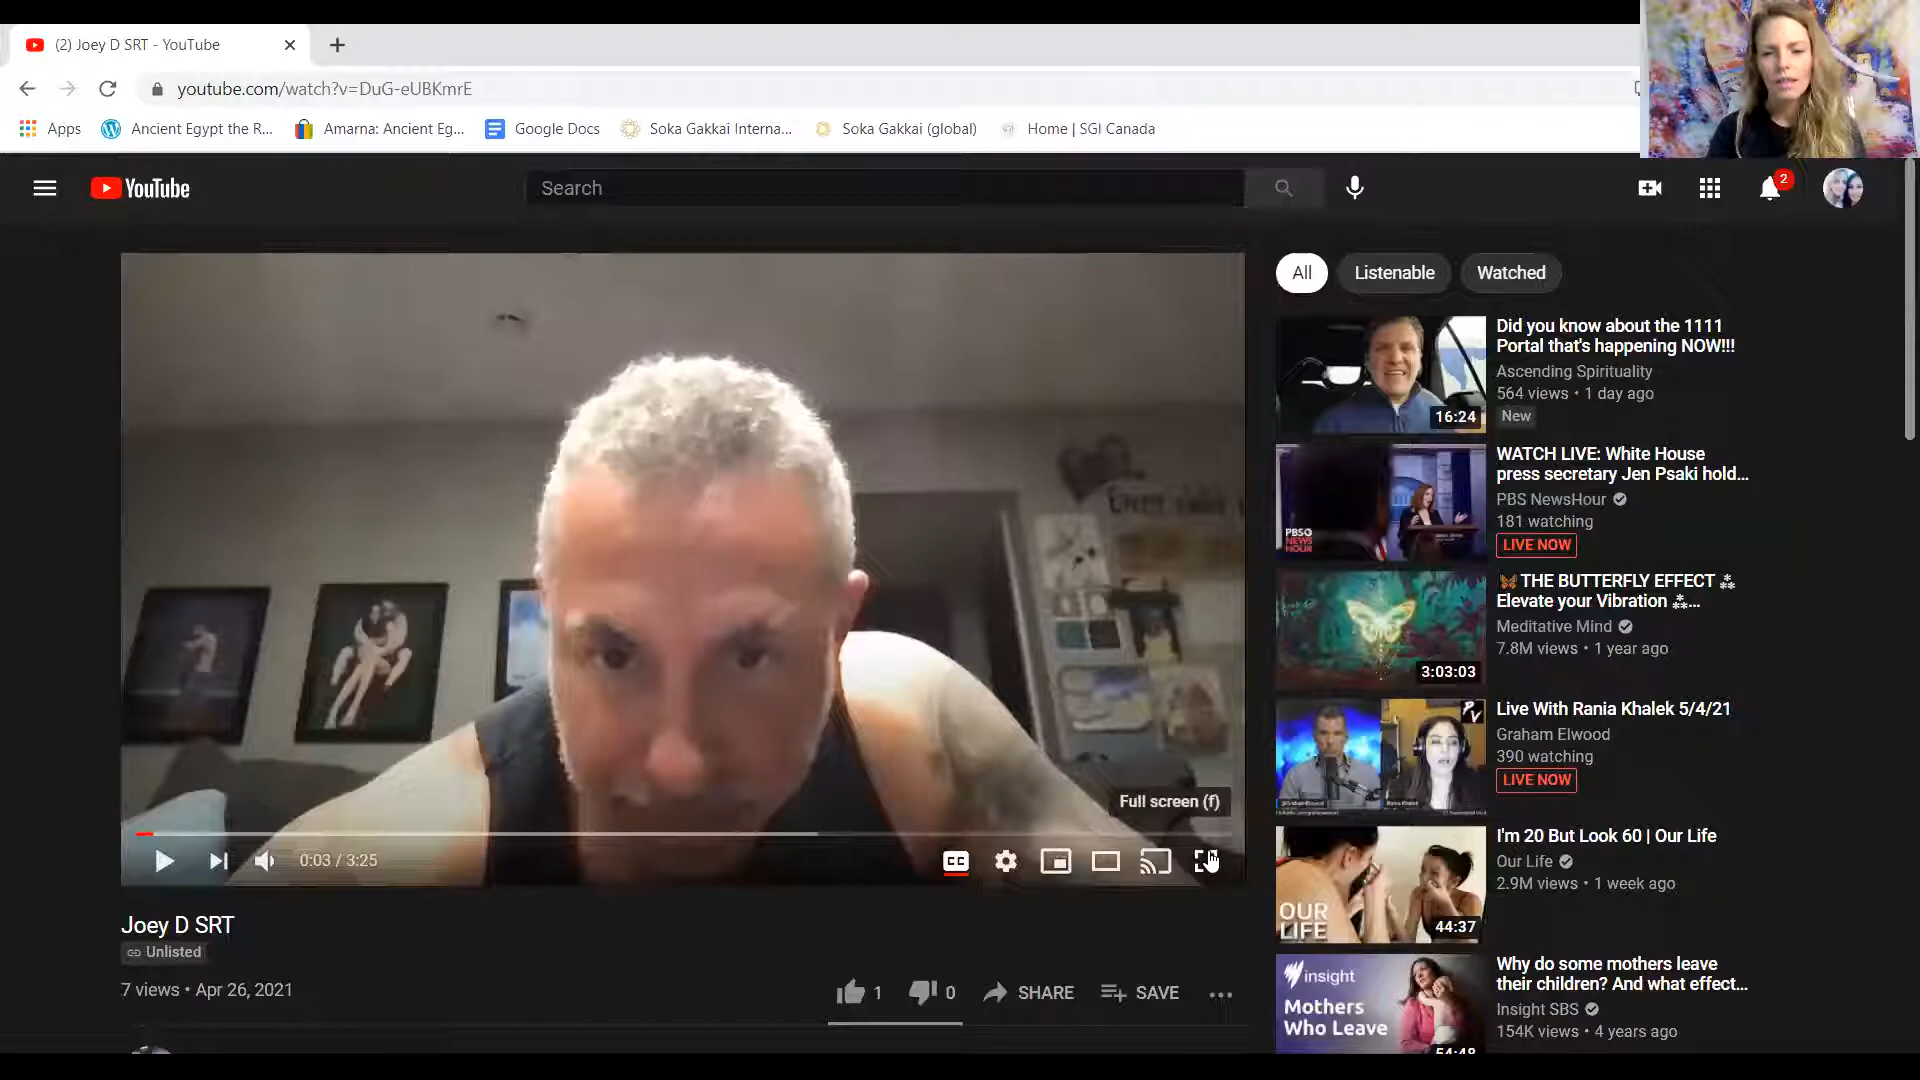 (2) Joey D SRT - YouTube
youtube.com/watch?v=DuG-eUBKmrE
Apps
Ancient Egypt the R...
Amarna: Ancient Eg...
Google Docs
Soka Gakkai Interna...
Soka Gakkai (global)
Home | SGI Canada
YouTube
Search
2
All
Listenable
Watched
16:24
Did you know about the 1111
Portal that's happening NOW!!!
Ascending Spirituality
564 views • 1 day ago
New
PBS
NEWS
HOUR
WATCH LIVE: White House
press secretary Jen Psaki hold...
PBS NewsHour
181 watching
LIVE NOW
3:03:03
THE BUTTERFLY EFFECT
Elevate your Vibration ...
Meditative Mind
7.8M views • 1 year ago
Live With Rania Khalek 5/4/21
Graham Elwood
390 watching
LIVE NOW
OUR
LIFE
44:37
I'm 20 But Look 60 | Our Life
Our Life
2.9M views • 1 week ago
insight
Mothers
Who Leave
54:48
Why do some mothers leave
their children? And what effect...
Insight SBS
154K views • 4 years ago
Full screen (f)
0:03 / 3:25
CC
Joey D SRT
Unlisted
7 views • Apr 26, 2021
1
0
SHARE
SAVE